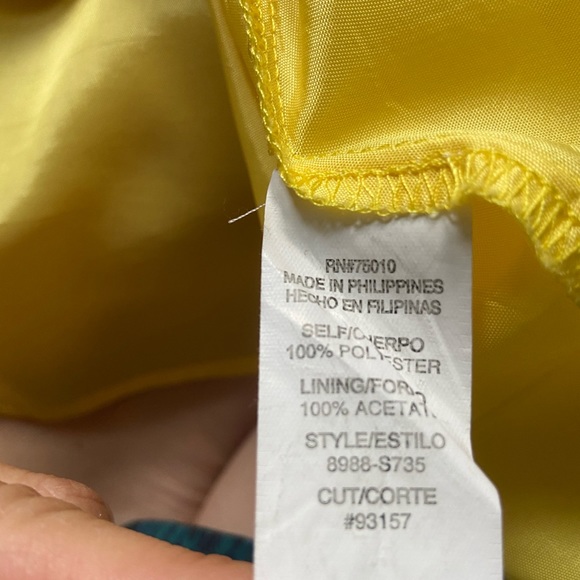 RN#75010
MADE IN PHILIPPINES
HECHO EN FILIPINAS
SELF/CUERPO
100% POLYESTER
LINING/FORRO
100% ACETATE
STYLE/ESTILO
8988-S735
CUT/CORTE
#93157